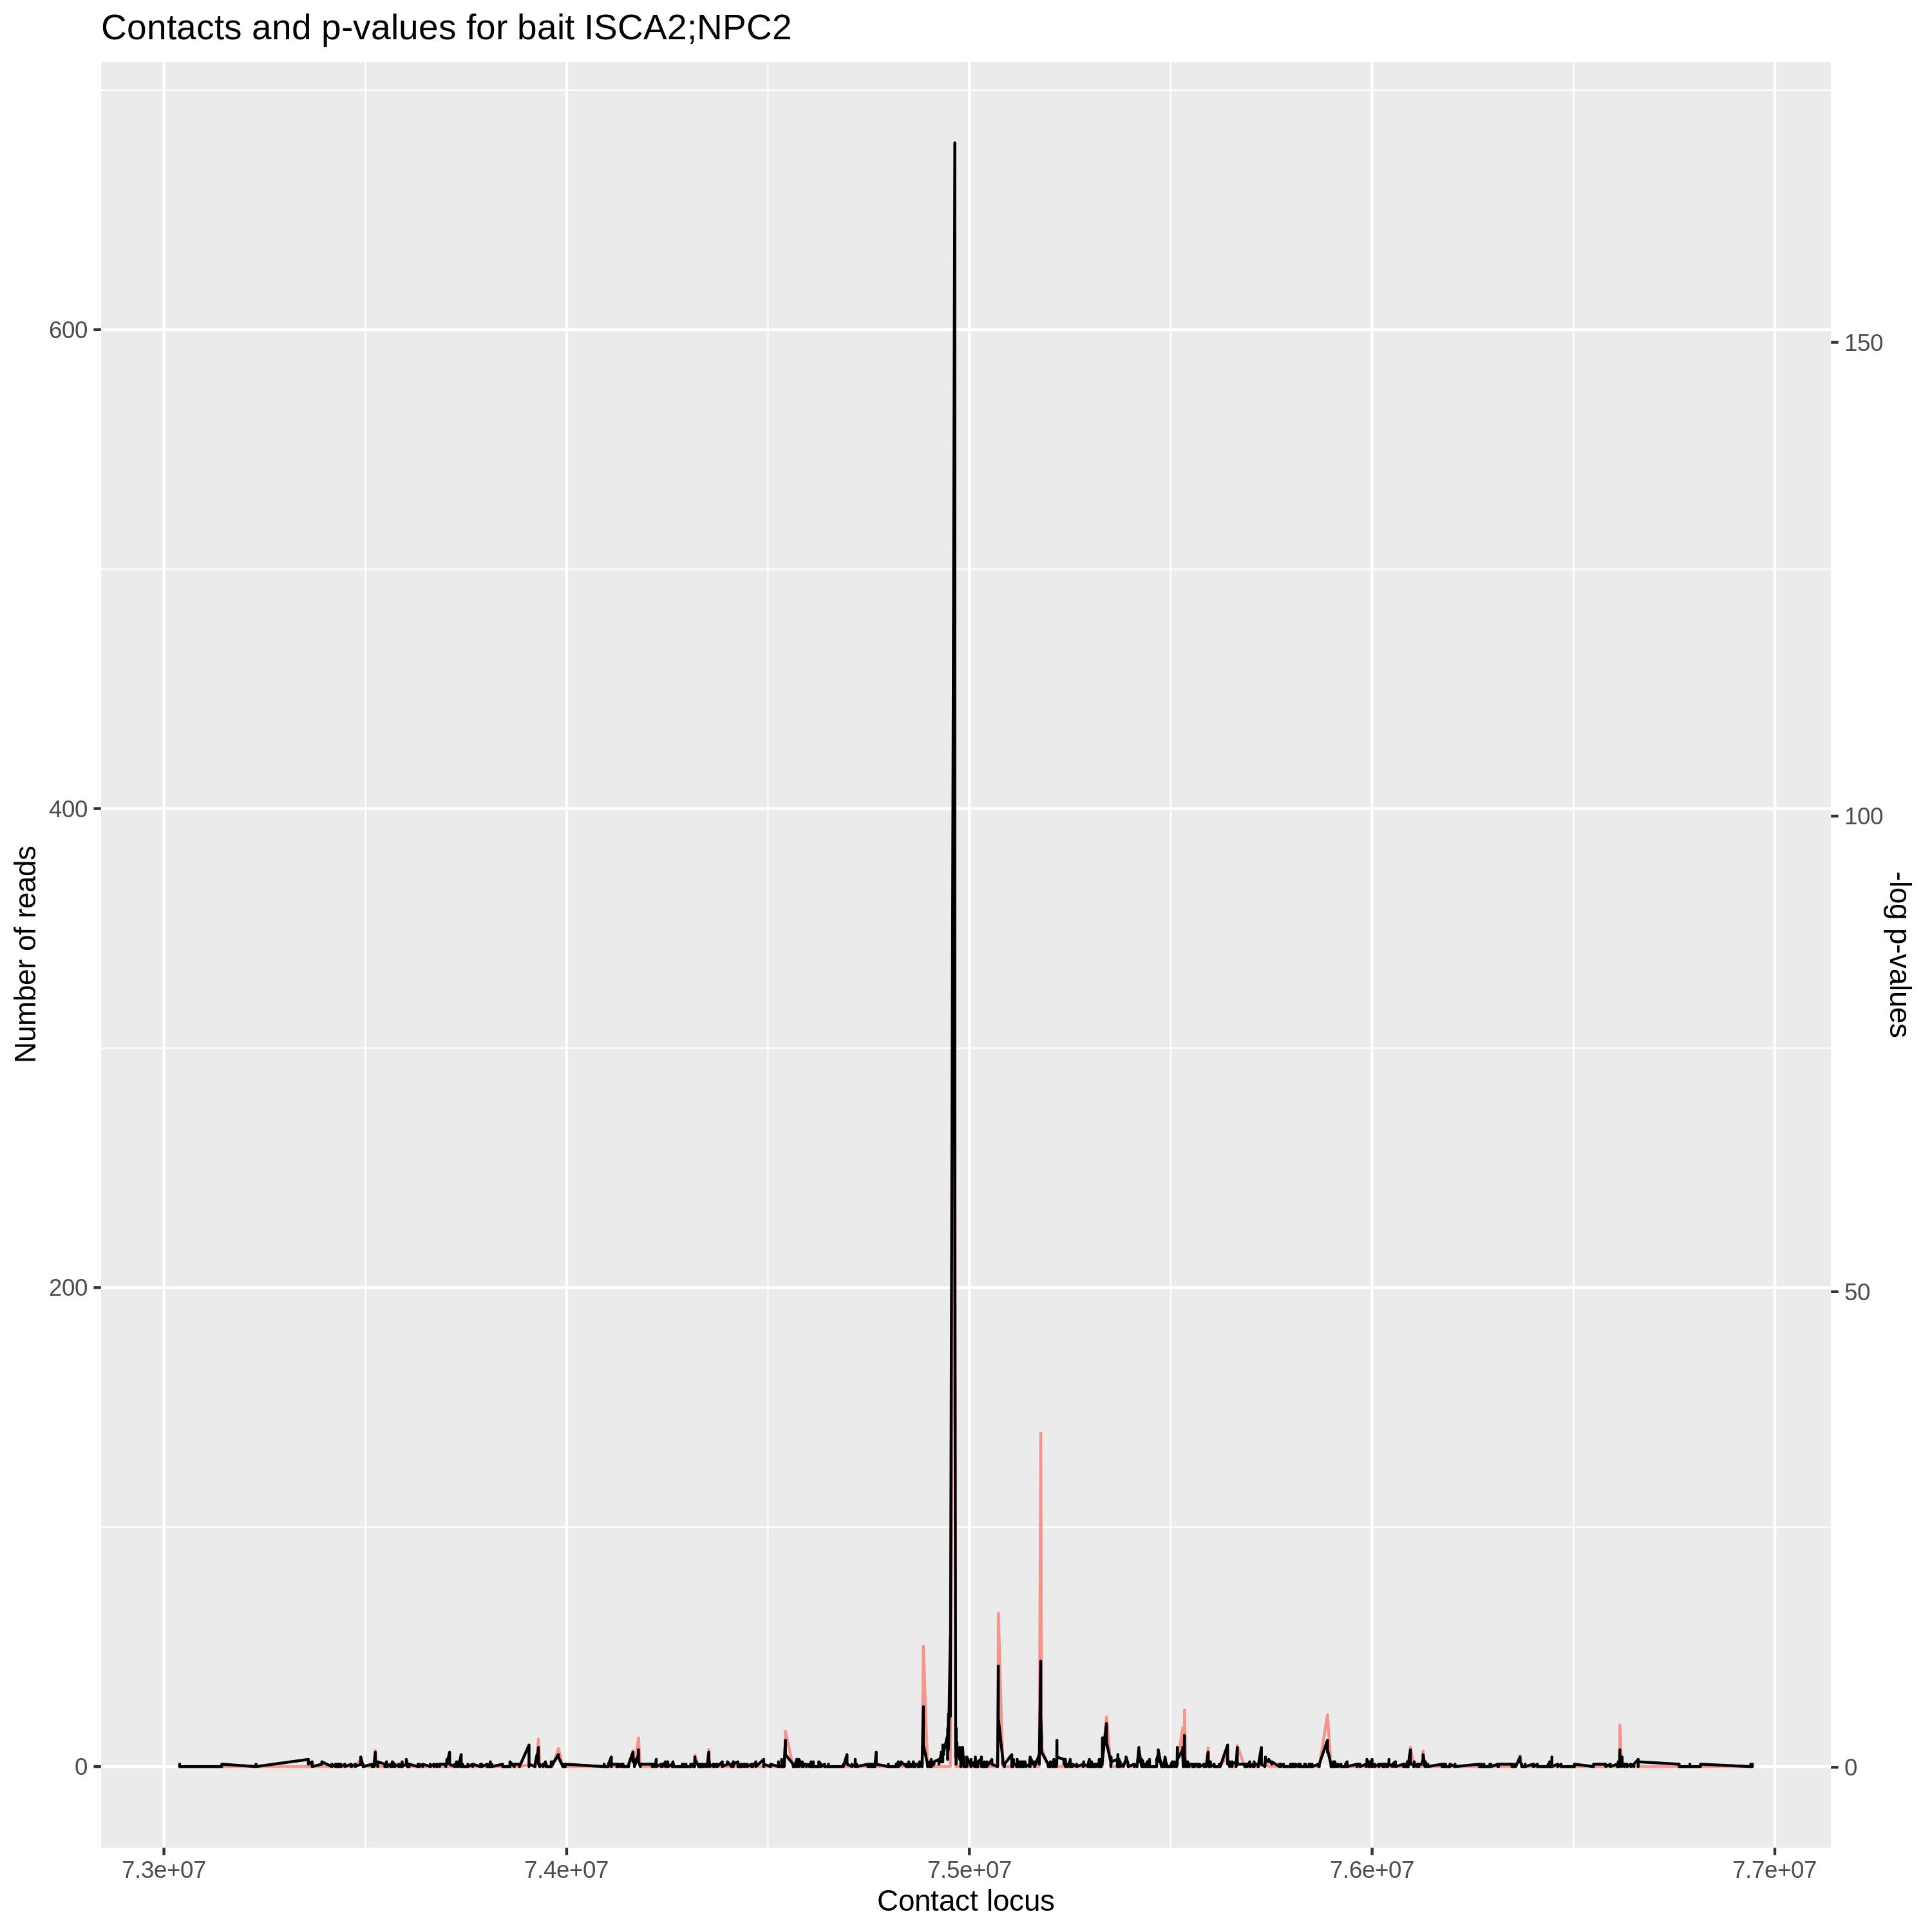 Contacts and p-values for bait ISCA2;NPC2
600
400
200
0
150
100
50
0
Number of reads
-log p-values
7.3e+07
7.4e+07
7.5e+07
7.6e+07
7.7e+07
Contact locus